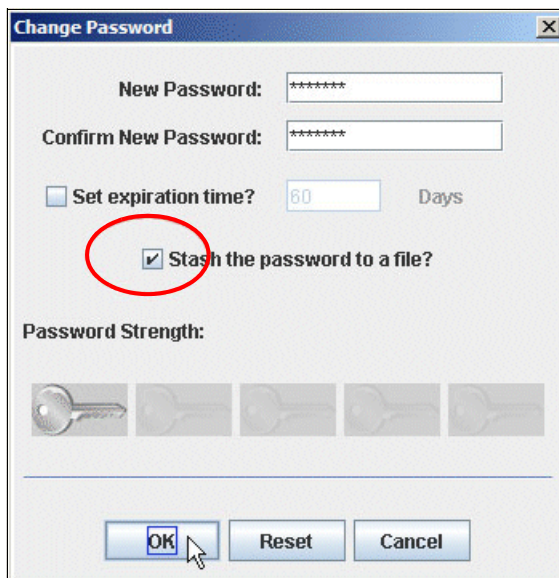 Change Password
New Password: *******
Confirm New Password: *******
Set expiration time? 60 Days
Stash the password to a file?
Password Strength:
OK Reset Cancel